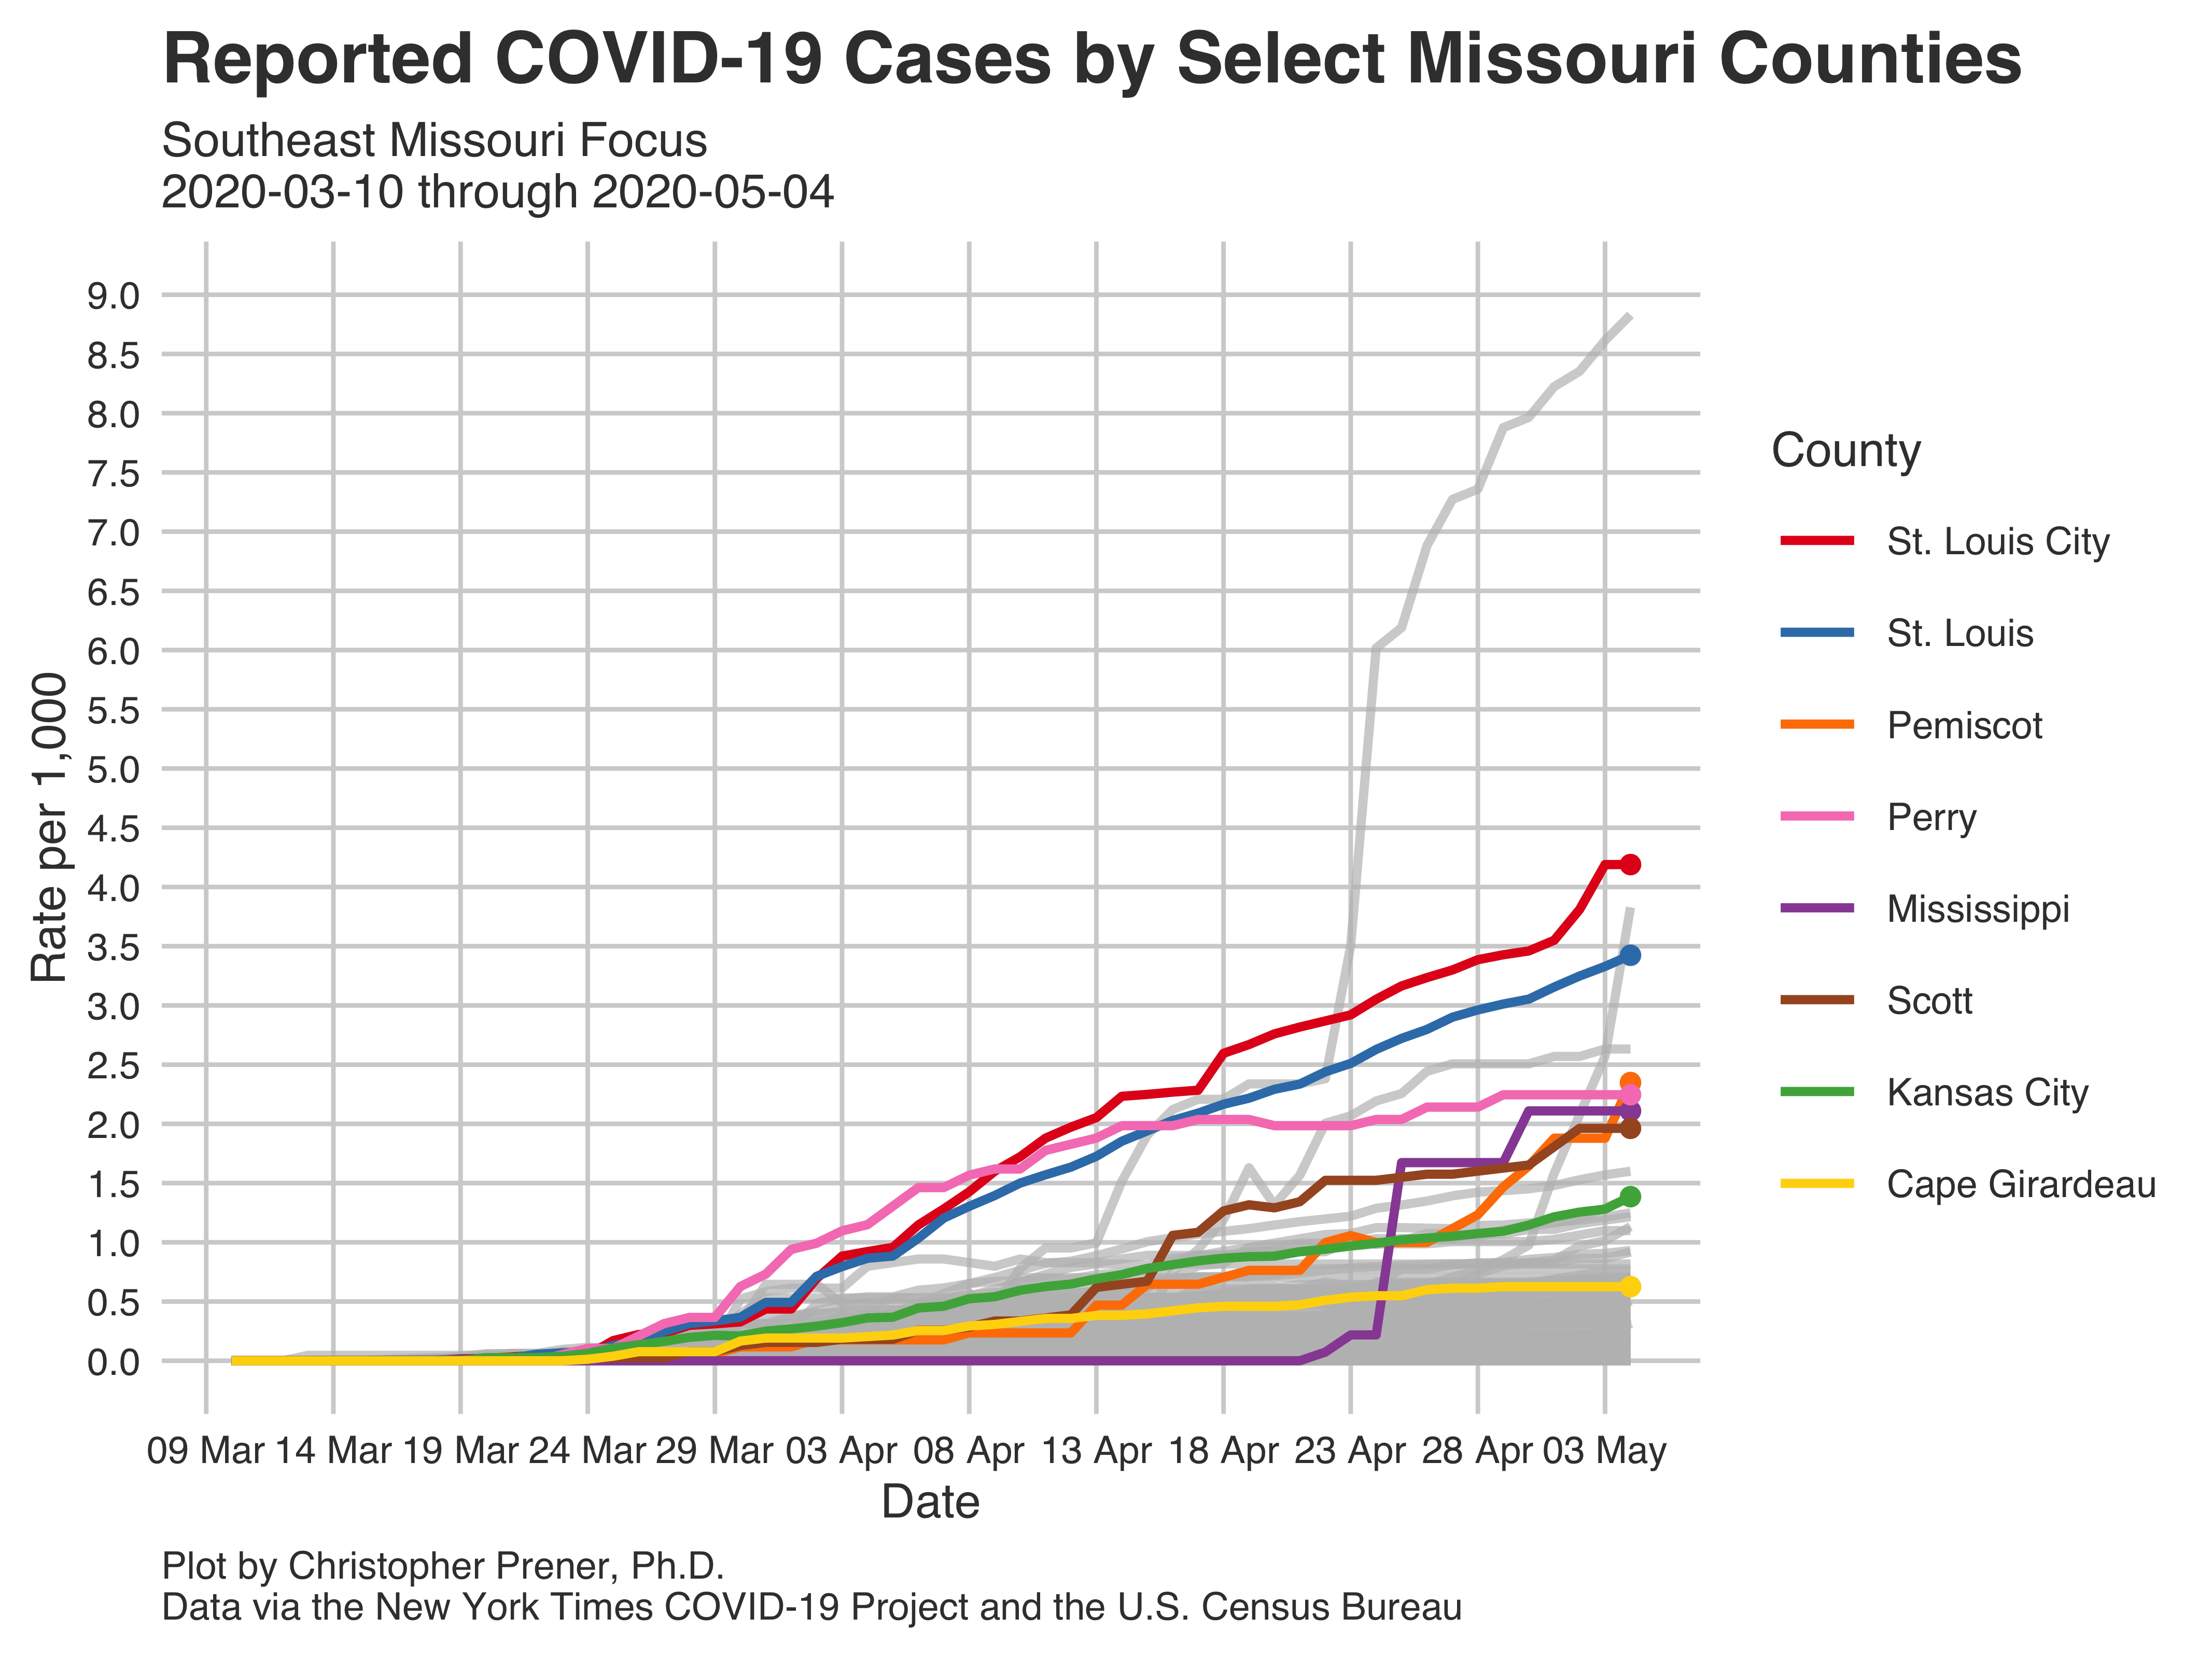 Reported COVID-19 Cases by Select Missouri Counties
Southeast Missouri Focus
2020-03-10 through 2020-05-04
9.0
8.5
8.0
7.5
7.0
6.5
6.0
5.5
5.0
4.5
4.0
3.5
3.0
2.5
2.0
1.5
1.0
0.5
0.0
Rate per 1,000
09 Mar 14 Mar 19 Mar 24 Mar 29 Mar 03 Apr 08 Apr 13 Apr 18 Apr 23 Apr 28 Apr 03 May
Date
County
St. Louis City
St. Louis
Pemiscot
Perry
Mississippi
Scott
Kansas City
Cape Girardeau
Plot by Christopher Prener, Ph.D.
Data via the New York Times COVID-19 Project and the U.S. Census Bureau